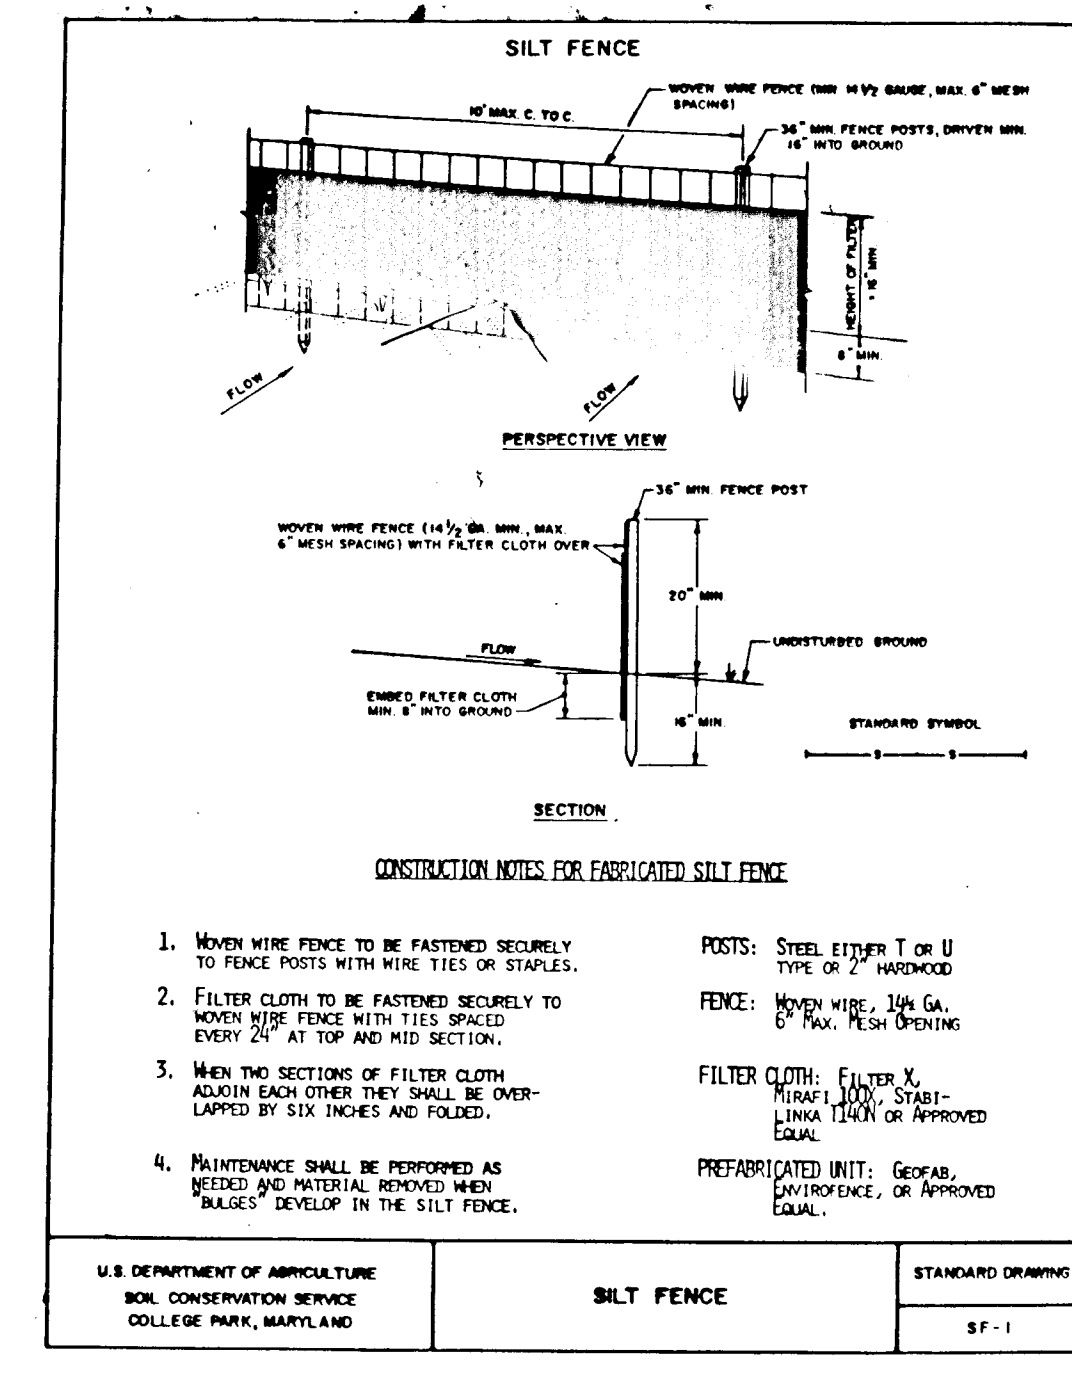 SILT FENCE
WOVEN WIRE FENCE (MIN 14 1/2 GAUGE, MAX. 6" MESH
SPACING)
10' MAX. C. TO C.
36" MIN. FENCE POSTS, DRIVEN MIN.
16" INTO GROUND
HEIGHT OF FILTER
= 16" MIN
8" MIN.
FLOW
FLOW
PERSPECTIVE VIEW
36" MIN. FENCE POST
WOVEN WIRE FENCE (14 1/2 GA. MIN., MAX.
6" MESH SPACING) WITH FILTER CLOTH OVER
20" MIN.
FLOW
UNDISTURBED GROUND
EMBED FILTER CLOTH
MIN. 8" INTO GROUND
16" MIN.
STANDARD SYMBOL
S S
SECTION
CONSTRUCTION NOTES FOR FABRICATED SILT FENCE
1. WOVEN WIRE FENCE TO BE FASTENED SECURELY
TO FENCE POSTS WITH WIRE TIES OR STAPLES.
2. FILTER CLOTH TO BE FASTENED SECURELY TO
WOVEN WIRE FENCE WITH TIES SPACED
EVERY 24" AT TOP AND MID SECTION.
3. WHEN TWO SECTIONS OF FILTER CLOTH
ADJOIN EACH OTHER THEY SHALL BE OVER-
LAPPED BY SIX INCHES AND FOLDED.
4. MAINTENANCE SHALL BE PERFORMED AS
NEEDED AND MATERIAL REMOVED WHEN
"BULGES" DEVELOP IN THE SILT FENCE.
POSTS: STEEL EITHER T OR U
TYPE OR 2" HARDWOOD
FENCE: WOVEN WIRE, 14½ GA.
6" MAX. MESH OPENING
FILTER CLOTH: FILTER X,
MIRAFI 100X, STABI-
LINKA T140N OR APPROVED
EQUAL
PREFABRICATED UNIT: GEOFAB,
ENVIROFENCE, OR APPROVED
EQUAL.
U.S. DEPARTMENT OF AGRICULTURE
SOIL CONSERVATION SERVICE
COLLEGE PARK, MARYLAND
SILT FENCE
STANDARD DRAWING
SF-1